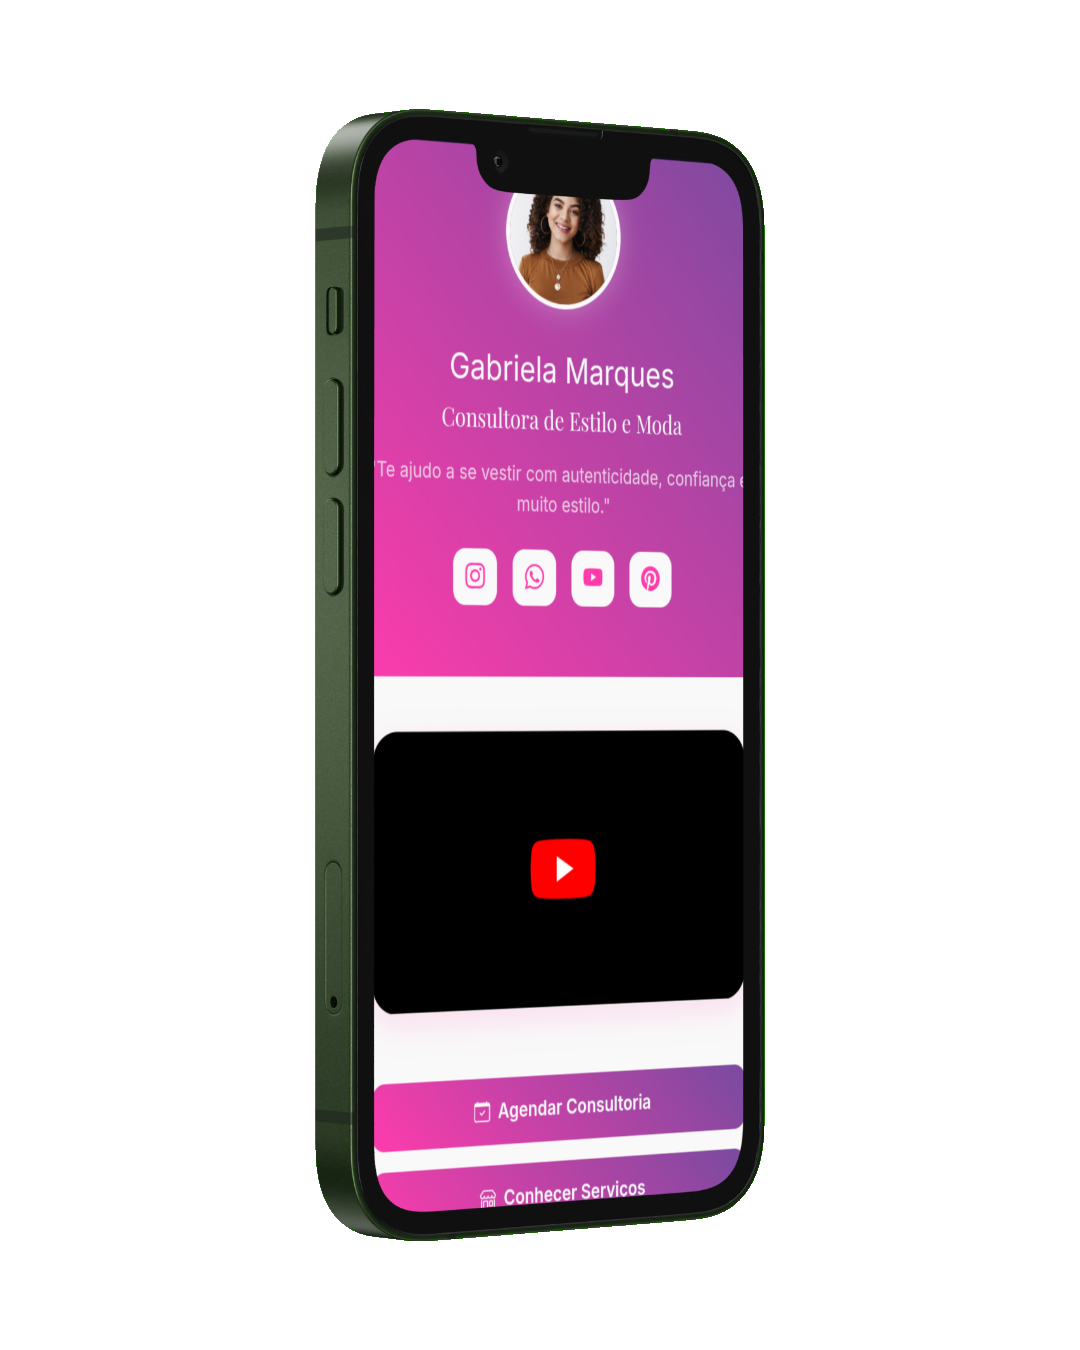 Gabriela Marques
Consultora de Estilo e Moda
"Te ajudo a se vestir com autenticidade, confiança e
muito estilo."
Agendar Consultoria
Conhecer Serviços